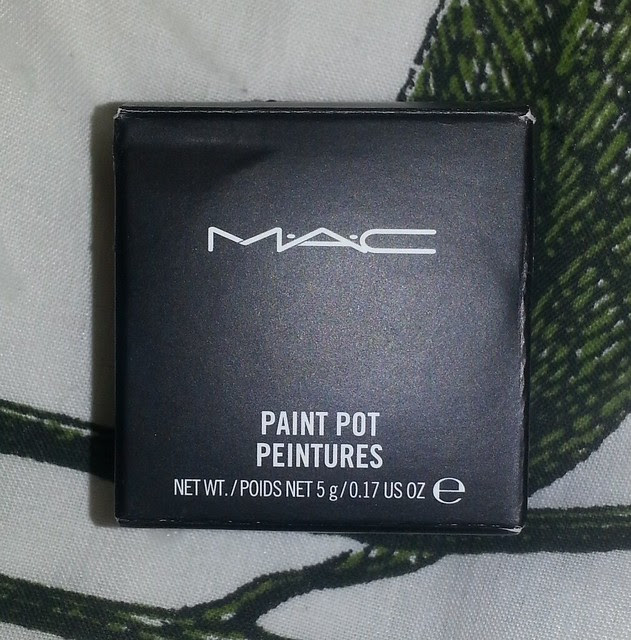 M·A·C
PAINT POT
PEINTURES
NET WT./POIDS NET 5 g/0.17 US OZ ℮